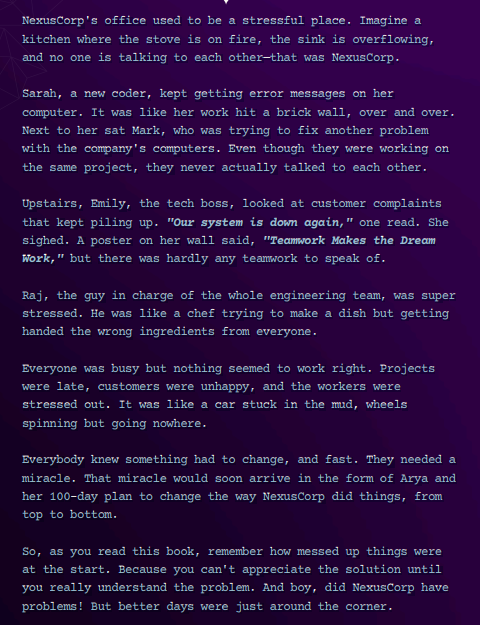 NexusCorp's office used to be a stressful place. Imagine a
kitchen where the stove is on fire, the sink is overflowing,
and no one is talking to each other—that was NexusCorp.
Sarah, a new coder, kept getting error messages on her
computer. It was like her work hit a brick wall, over and over.
Next to her sat Mark, who was trying to fix another problem
with the company's computers. Even though they were working on
the same project, they never actually talked to each other.
Upstairs, Emily, the tech boss, looked at customer complaints
that kept piling up. "Our system is down again," one read. She
sighed. A poster on her wall said, "Teamwork Makes the Dream
Work," but there was hardly any teamwork to speak of.
Raj, the guy in charge of the whole engineering team, was super
stressed. He was like a chef trying to make a dish but getting
handed the wrong ingredients from everyone.
Everyone was busy but nothing seemed to work right. Projects
were late, customers were unhappy, and the workers were
stressed out. It was like a car stuck in the mud, wheels
spinning but going nowhere.
Everybody knew something had to change, and fast. They needed a
miracle. That miracle would soon arrive in the form of Arya and
her 100-day plan to change the way NexusCorp did things, from
top to bottom.
So, as you read this book, remember how messed up things were
at the start. Because you can't appreciate the solution until
you really understand the problem. And boy, did NexusCorp have
problems! But better days were just around the corner.